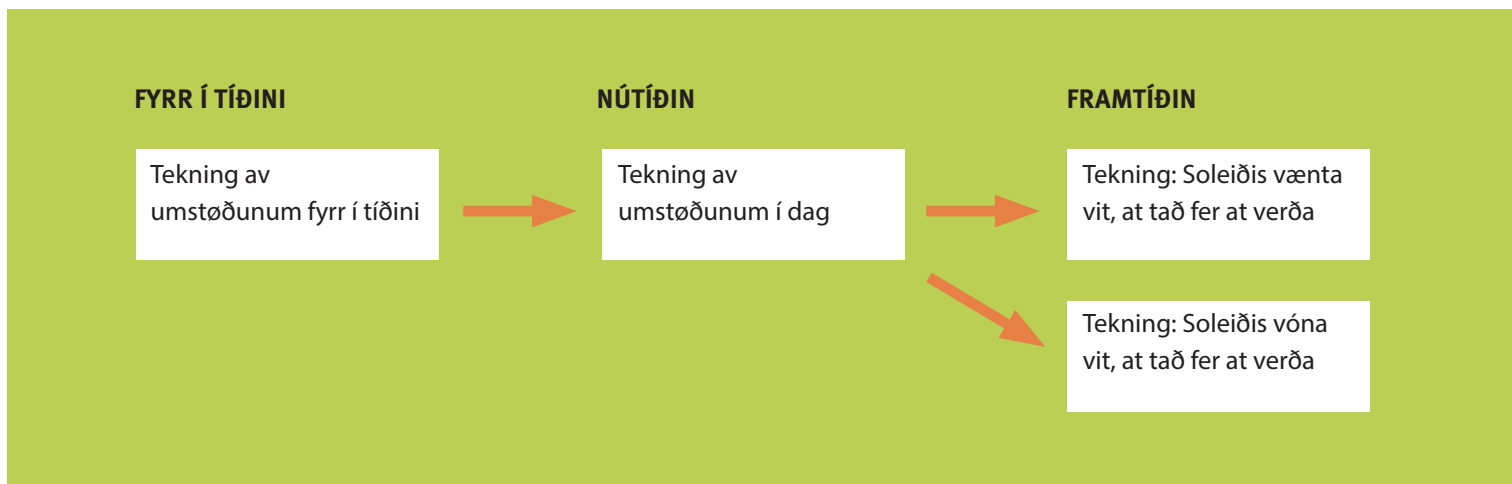 FYRR Í TÍÐINI
Tekning av
umstøðunum fyrr í tíðini
NÚTÍÐIN
Tekning av
umstøðunum í dag
FRAMTÍÐIN
Tekning: Soleiðis vænta
vit, at tað fer at verða
Tekning: Soleiðis vóna
vit, at tað fer at verða